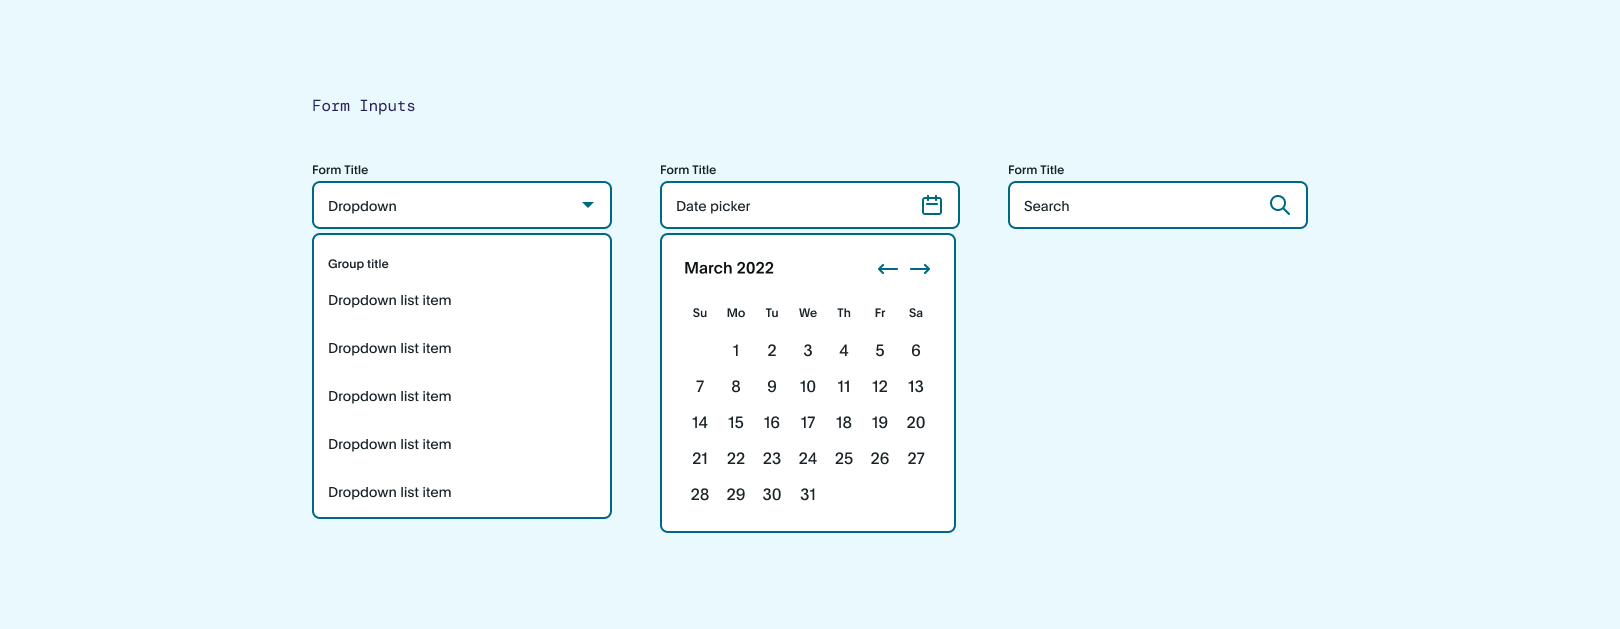 Form Inputs
Form Title
Dropdown
Group title
Dropdown list item
Dropdown list item
Dropdown list item
Dropdown list item
Dropdown list item
Form Title
Date picker
March 2022
Su Mo Tu We Th Fr Sa
1 2 3 4 5 6
7 8 9 10 11 12 13
14 15 16 17 18 19 20
21 22 23 24 25 26 27
28 29 30 31
Form Title
Search